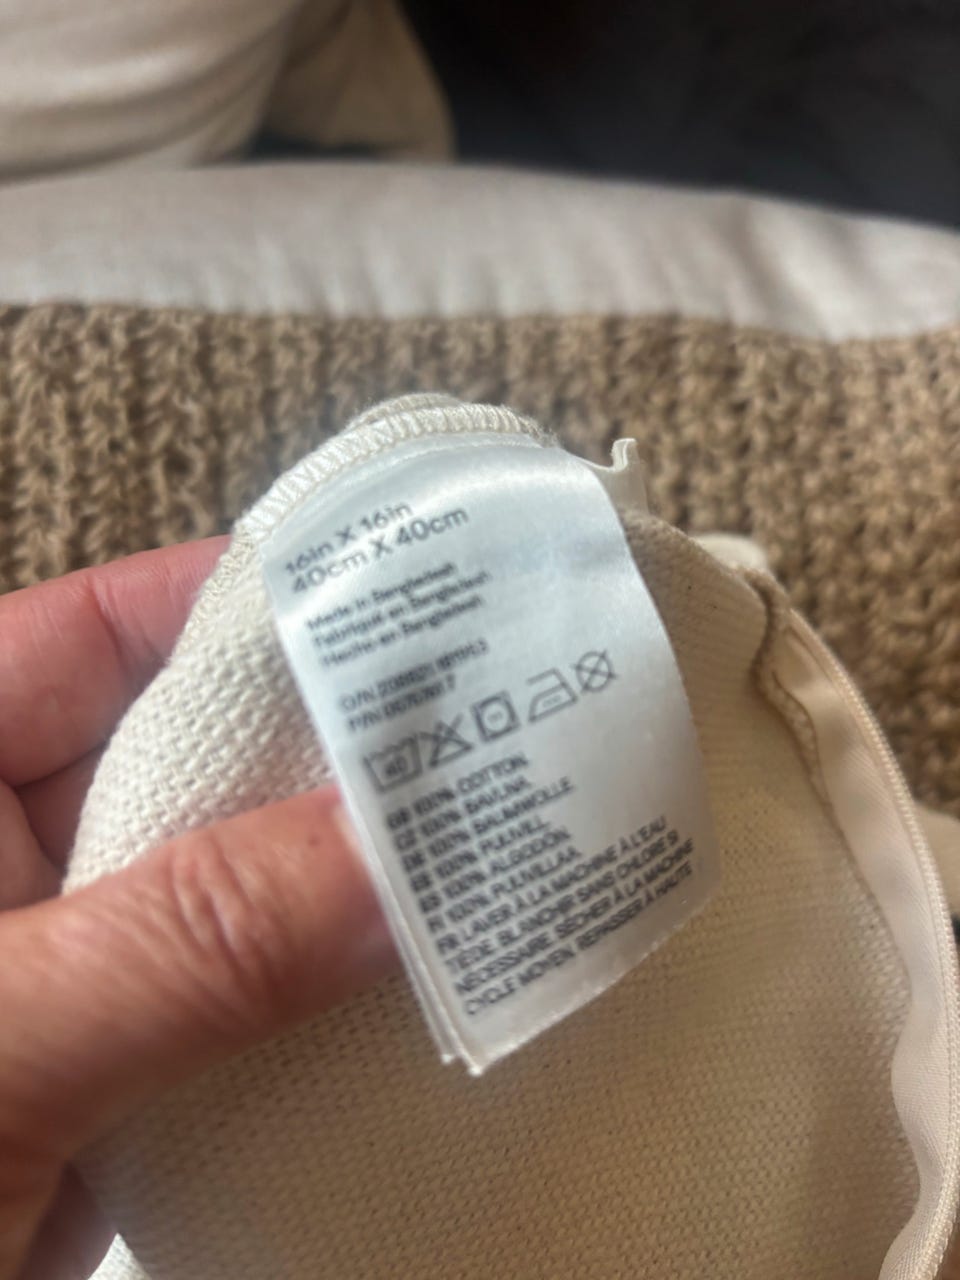 16in X 16in
40cm X 40cm
Made in Bangladesh
Fabriqué en Bangladesh
Hecho en Bangladesh
O/N
P/N
40
GB 100% COTTON.
CZ 100% BAVLNA.
DE 100% BAUMWOLLE.
EE 100% PUUVILL.
ES 100% ALGODÓN.
FI 100% PUUVILLAA.
FR LAVER À LA MACHINE À L'EAU
TIÈDE. BLANCHIR SANS CHLORE SI
NÉCESSAIRE. SÉCHER À LA MACHINE
CYCLE MOYEN. REPASSER À HAUTE